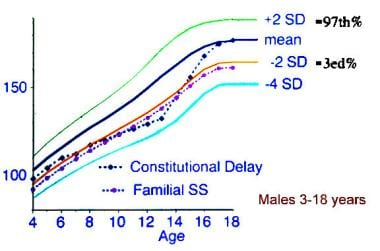 +2 SD =97th%
mean
-2 SD =3ed%
-4 SD
150
100
Constitutional Delay
Familial SS
Males 3-18 years
4 6 8 10 12 14 16 18
Age